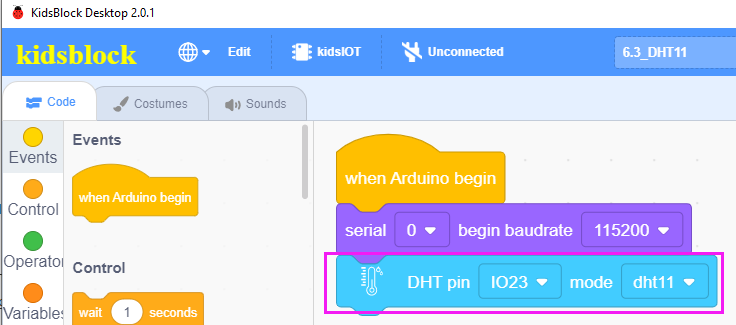 KidsBlock Desktop 2.0.1
kidsblock Edit kidsIOT Unconnected 6.3_DHT11
Code Costumes Sounds
Events
Control
Operator
Variables
Events
when Arduino begin
Control
wait 1 seconds
when Arduino begin
serial 0 begin baudrate 115200
DHT pin IO23 mode dht11